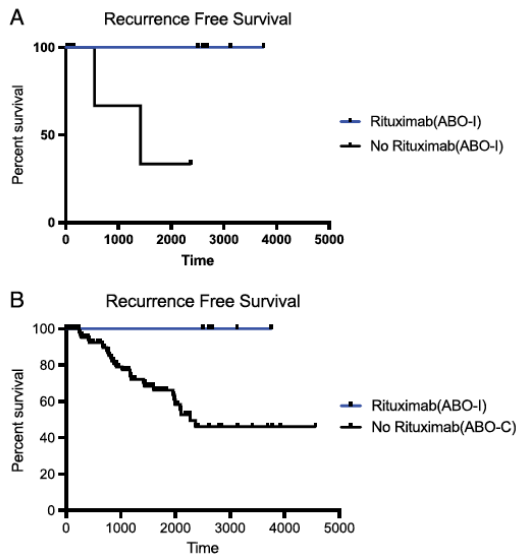 A
Recurrence Free Survival
Percent survival
100
50
0
0 1000 2000 3000 4000 5000
Time
Rituximab(ABO-I)
No Rituximab(ABO-I)
B
Recurrence Free Survival
Percent survival
100
80
60
40
20
0
0 1000 2000 3000 4000 5000
Time
Rituximab(ABO-I)
No Rituximab(ABO-C)